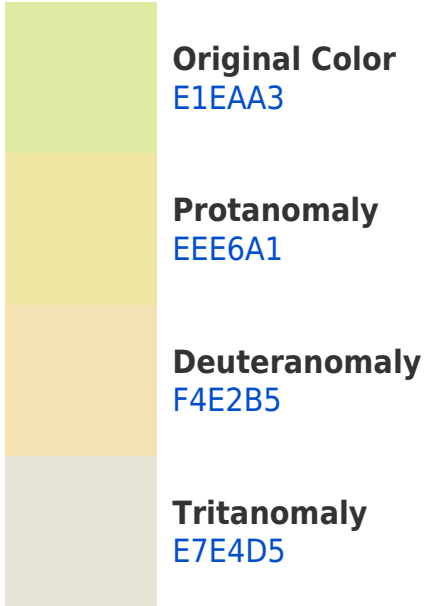 Original Color
E1EAA3
Protanomaly
EEE6A1
Deuteranomaly
F4E2B5
Tritanomaly
E7E4D5